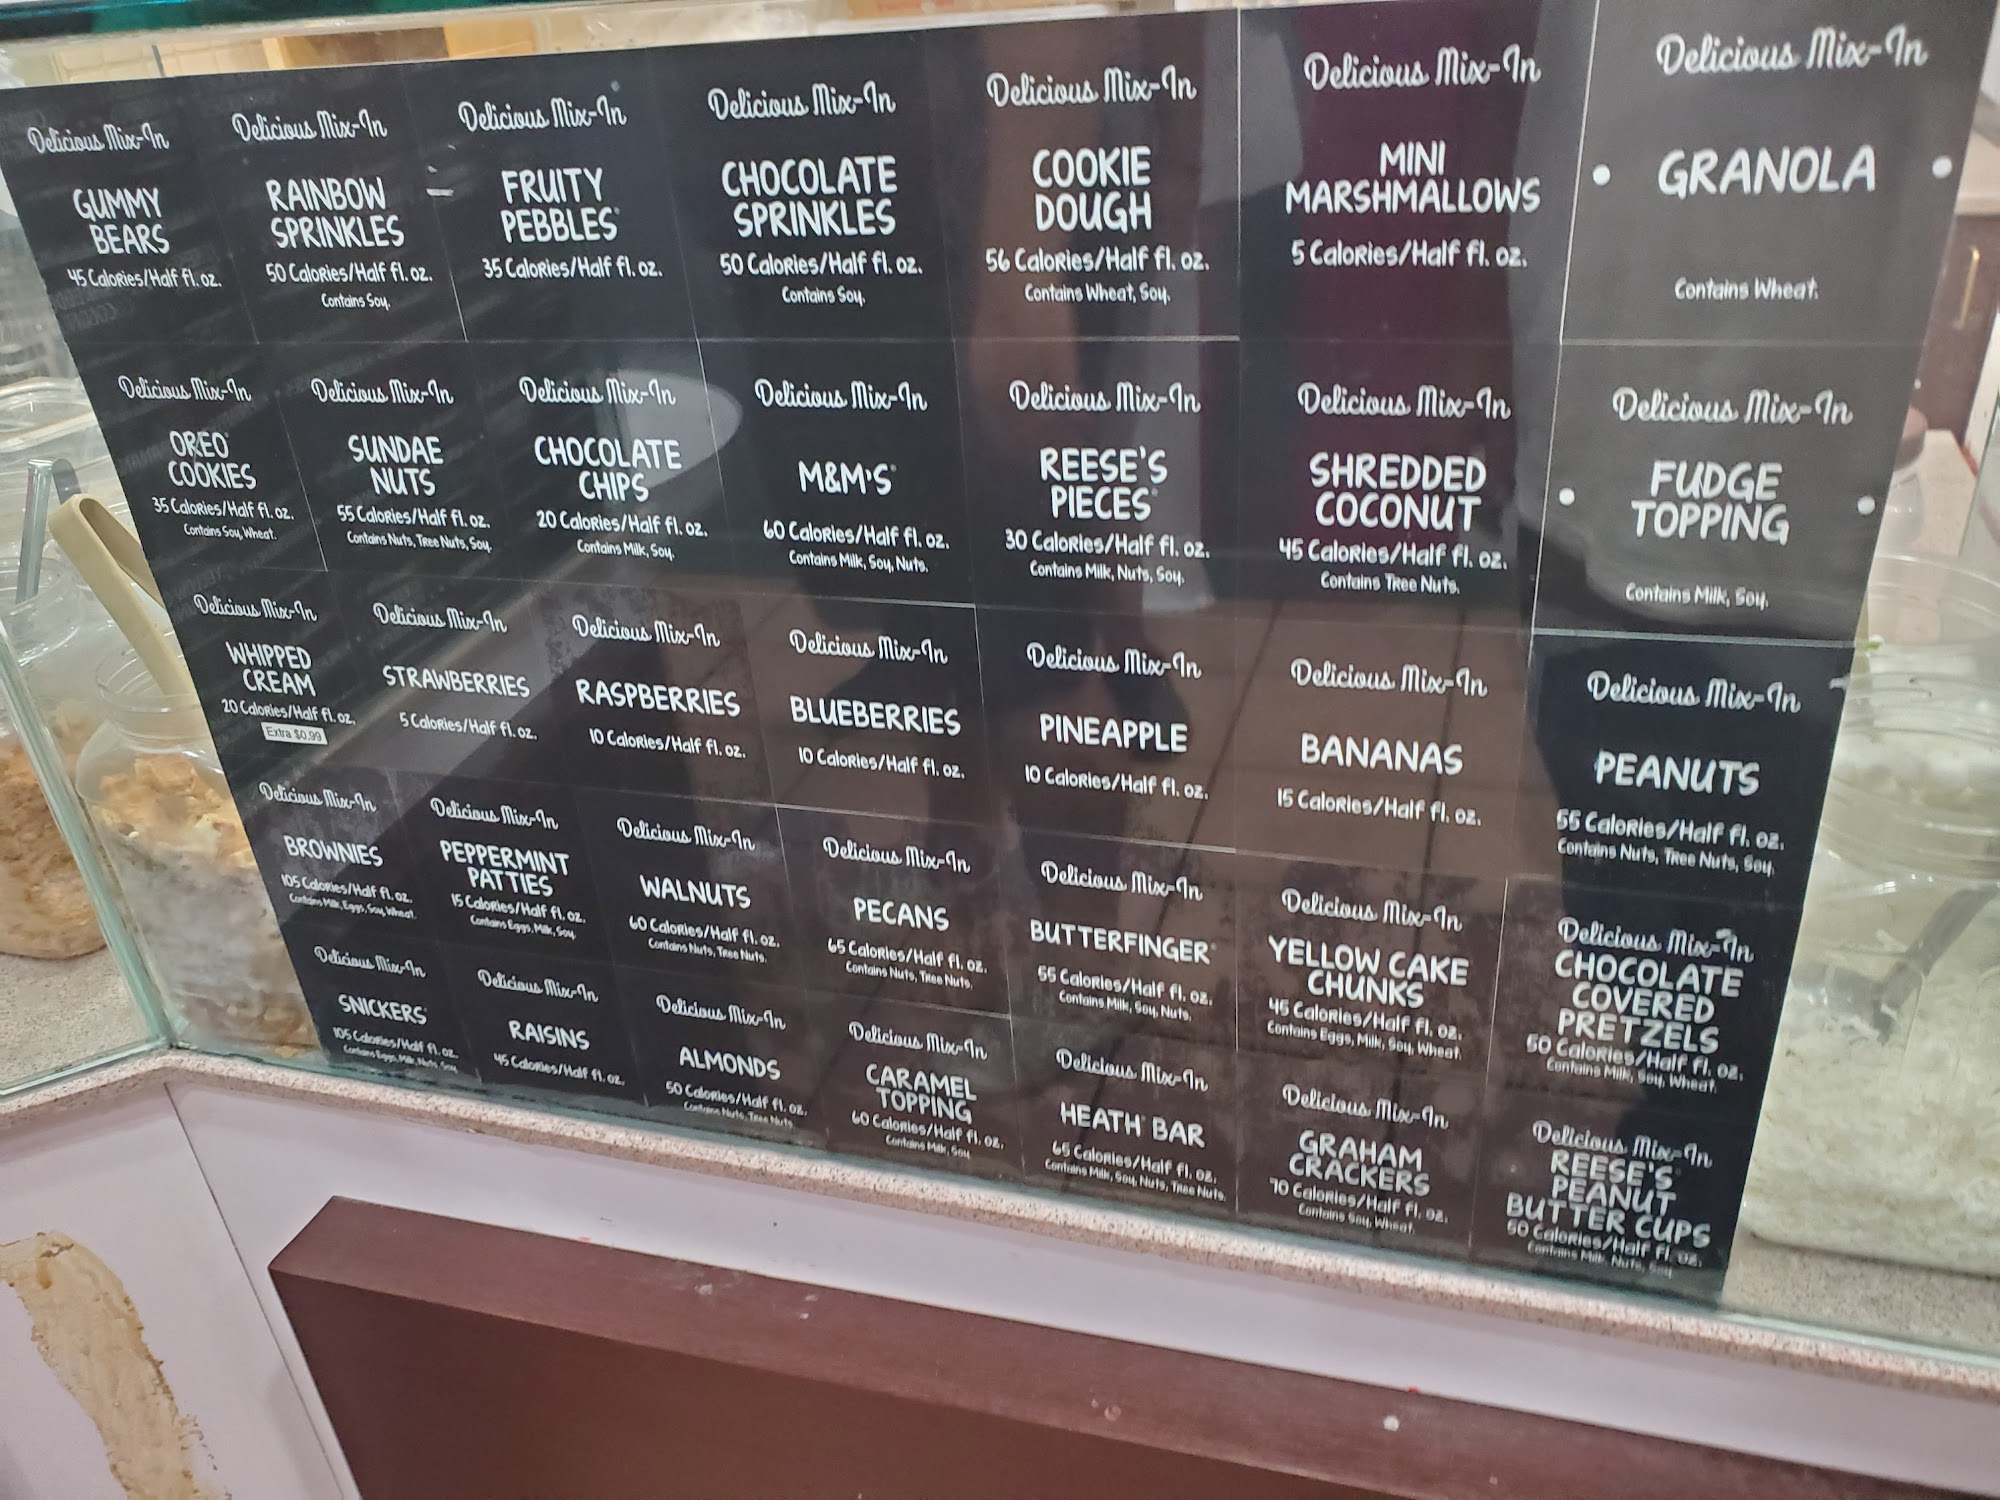 Delicious Mix-In
GUMMY
BEARS
45 Calories/Half fl. oz.
Delicious Mix-In
RAINBOW
SPRINKLES
50 Calories/Half fl. oz.
Contains Soy.
Delicious Mix-In
FRUITY
PEBBLES®
35 Calories/Half fl. oz.
Delicious Mix-In
CHOCOLATE
SPRINKLES
50 Calories/Half fl. oz.
Contains Soy.
Delicious Mix-In
COOKIE
DOUGH
56 Calories/Half fl. oz.
Contains Wheat, Soy.
Delicious Mix-In
MINI
MARSHMALLOWS
5 Calories/Half fl. oz.
Delicious Mix-In
• GRANOLA •
Contains Wheat.
Delicious Mix-In
OREO®
COOKIES
35 Calories/Half fl. oz.
Contains Soy, Wheat.
Delicious Mix-In
SUNDAE
NUTS
55 Calories/Half fl. oz.
Contains Nuts, Tree Nuts, Soy.
Delicious Mix-In
CHOCOLATE
CHIPS
20 Calories/Half fl. oz.
Contains Milk, Soy.
Delicious Mix-In
M&M'S®
60 Calories/Half fl. oz.
Contains Milk, Soy, Nuts.
Delicious Mix-In
REESE'S
PIECES®
30 Calories/Half fl. oz.
Contains Milk, Nuts, Soy.
Delicious Mix-In
SHREDDED
COCONUT
45 Calories/Half fl. oz.
Contains Tree Nuts.
Delicious Mix-In
• FUDGE •
TOPPING
Contains Milk, Soy.
Delicious Mix-In
WHIPPED
CREAM
20 Calories/Half fl. oz.
Extra $0.99
Delicious Mix-In
STRAWBERRIES
5 Calories/Half fl. oz.
Delicious Mix-In
RASPBERRIES
10 Calories/Half fl. oz.
Delicious Mix-In
BLUEBERRIES
10 Calories/Half fl. oz.
Delicious Mix-In
PINEAPPLE
10 Calories/Half fl. oz.
Delicious Mix-In
BANANAS
15 Calories/Half fl. oz.
Delicious Mix-In
PEANUTS
55 Calories/Half fl. oz.
Contains Nuts, Tree Nuts, Soy.
Delicious Mix-In
BROWNIES
105 Calories/Half fl. oz.
Contains Milk, Eggs, Soy, Wheat.
Delicious Mix-In
PEPPERMINT
PATTIES
15 Calories/Half fl. oz.
Contains Eggs, Milk, Soy.
Delicious Mix-In
WALNUTS
60 Calories/Half fl. oz.
Contains Nuts, Tree Nuts.
Delicious Mix-In
PECANS
65 Calories/Half fl. oz.
Contains Nuts, Tree Nuts.
Delicious Mix-In
BUTTERFINGER®
55 Calories/Half fl. oz.
Contains Milk, Soy, Nuts.
Delicious Mix-In
YELLOW CAKE
CHUNKS
45 Calories/Half fl. oz.
Contains Eggs, Milk, Soy, Wheat.
Delicious Mix-In
CHOCOLATE
COVERED
PRETZELS
50 Calories/Half fl. oz.
Contains Milk, Soy, Wheat.
Delicious Mix-In
SNICKERS®
105 Calories/Half fl. oz.
Contains Eggs, Milk, Nuts, Soy.
Delicious Mix-In
RAISINS
45 Calories/Half fl. oz.
Delicious Mix-In
ALMONDS
50 Calories/Half fl. oz.
Contains Nuts, Tree Nuts.
Delicious Mix-In
CARAMEL
TOPPING
60 Calories/Half fl. oz.
Contains Milk, Soy.
Delicious Mix-In
HEATH® BAR
65 Calories/Half fl. oz.
Contains Milk, Soy, Nuts, Tree Nuts.
Delicious Mix-In
GRAHAM
CRACKERS
70 Calories/Half fl. oz.
Contains Soy, Wheat.
Delicious Mix-In
REESE'S
PEANUT
BUTTER CUPS
50 Calories/Half fl. oz.
Contains Milk, Nuts, Soy.